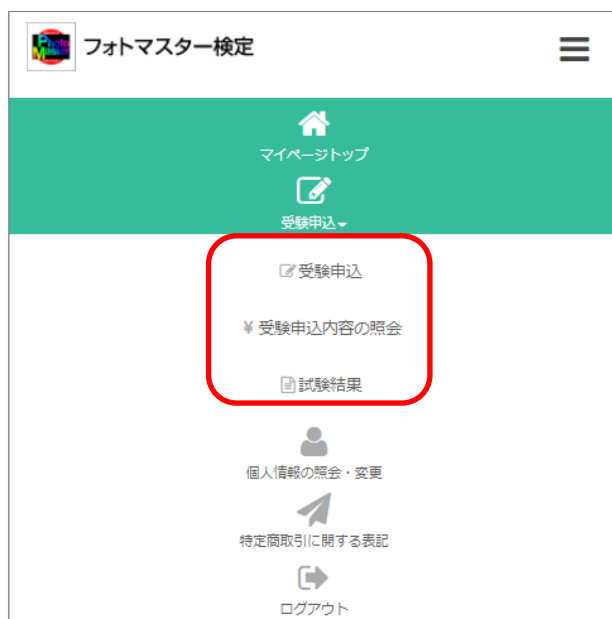 Photo
Master
フォトマスター検定
マイページトップ
受験申込
受験申込
¥ 受験申込内容の照会
試験結果
個人情報の照会・変更
特定商取引に関する表記
ログアウト